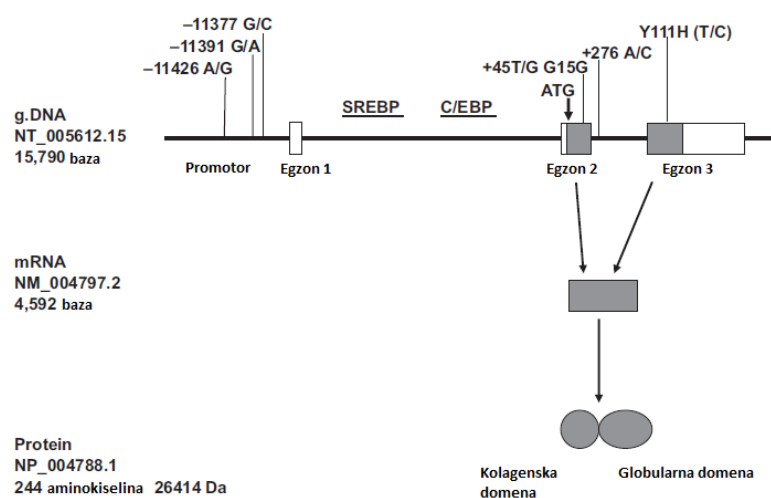 −11377 G/C
−11391 G/A
−11426 A/G
Y111H (T/C)
+276 A/C
+45T/G G15G
ATG
SREBP
C/EBP
g.DNA
NT_005612.15
15,790 baza
Promotor
Egzon 1
Egzon 2
Egzon 3
mRNA
NM_004797.2
4,592 baza
Protein
NP_004788.1
244 aminokiselina 26414 Da
Kolagenska
domena
Globularna domena